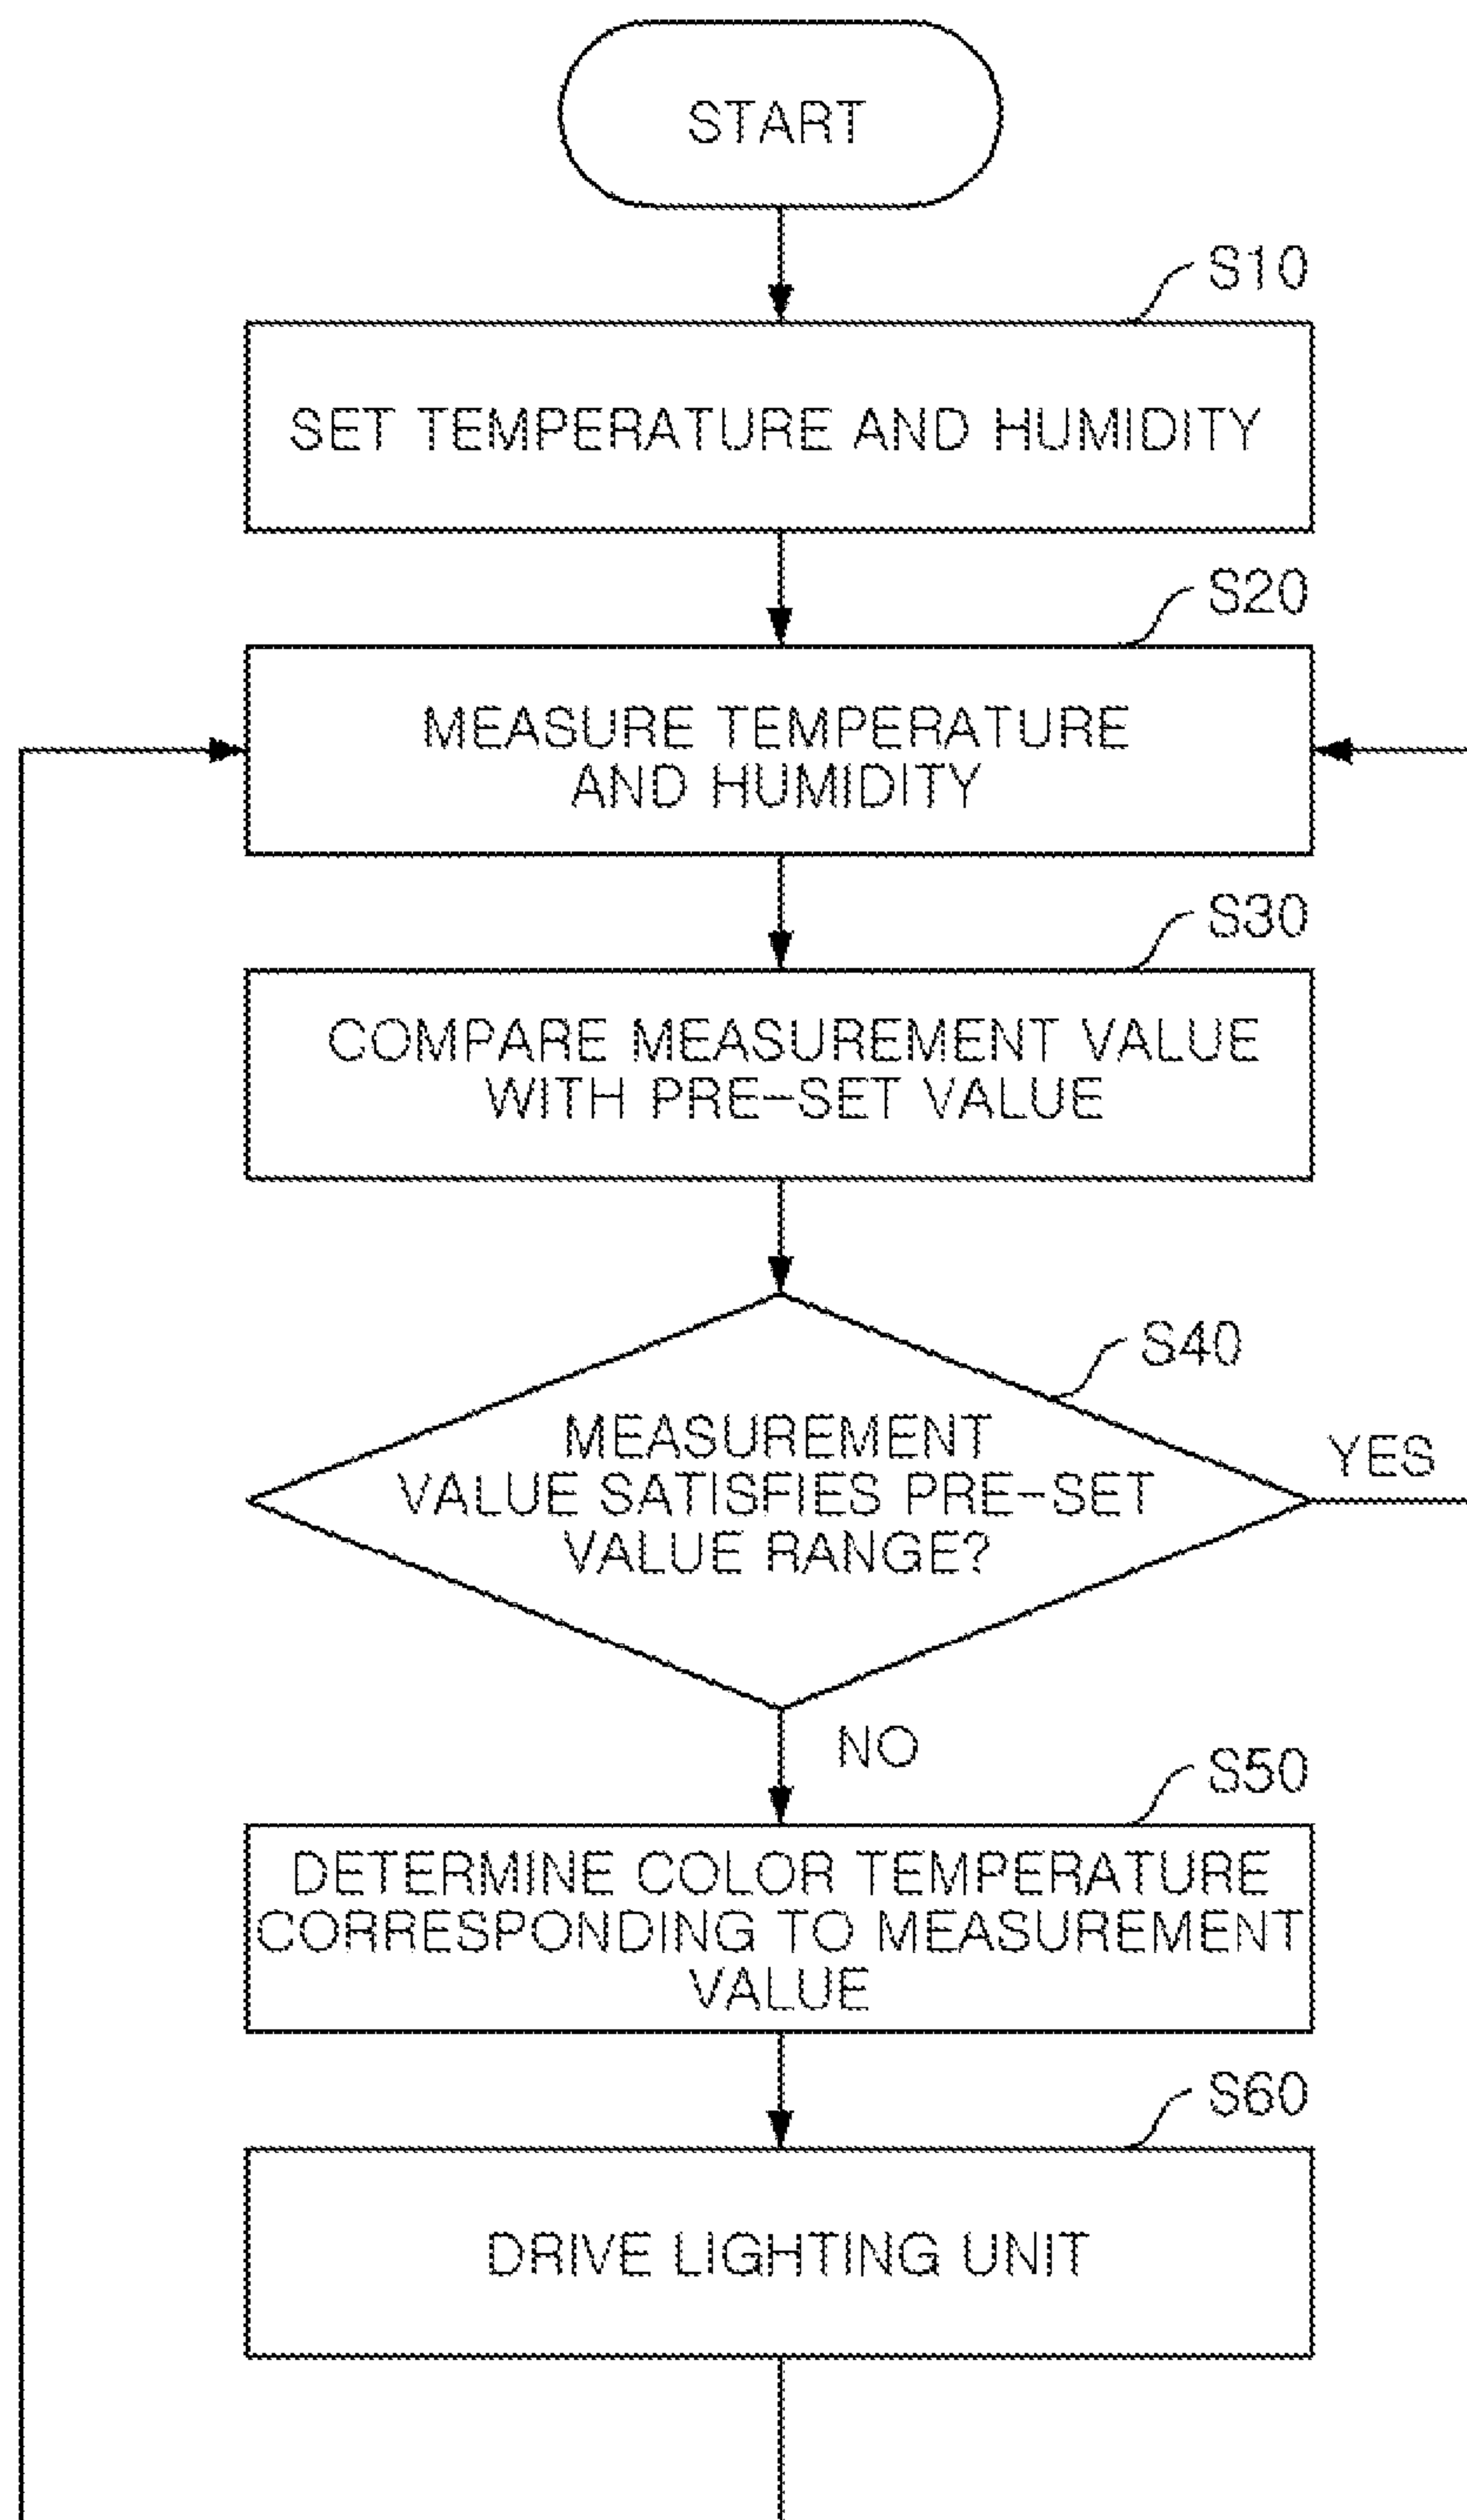 START
S10
SET TEMPERATURE AND HUMIDITY
S20
MEASURE TEMPERATURE
AND HUMIDITY
S30
COMPARE MEASUREMENT VALUE
WITH PRE-SET VALUE
S40
MEASUREMENT
VALUE SATISFIES PRE-SET
VALUE RANGE?
YES
NO
S50
DETERMINE COLOR TEMPERATURE
CORRESPONDING TO MEASUREMENT
VALUE
S60
DRIVE LIGHTING UNIT